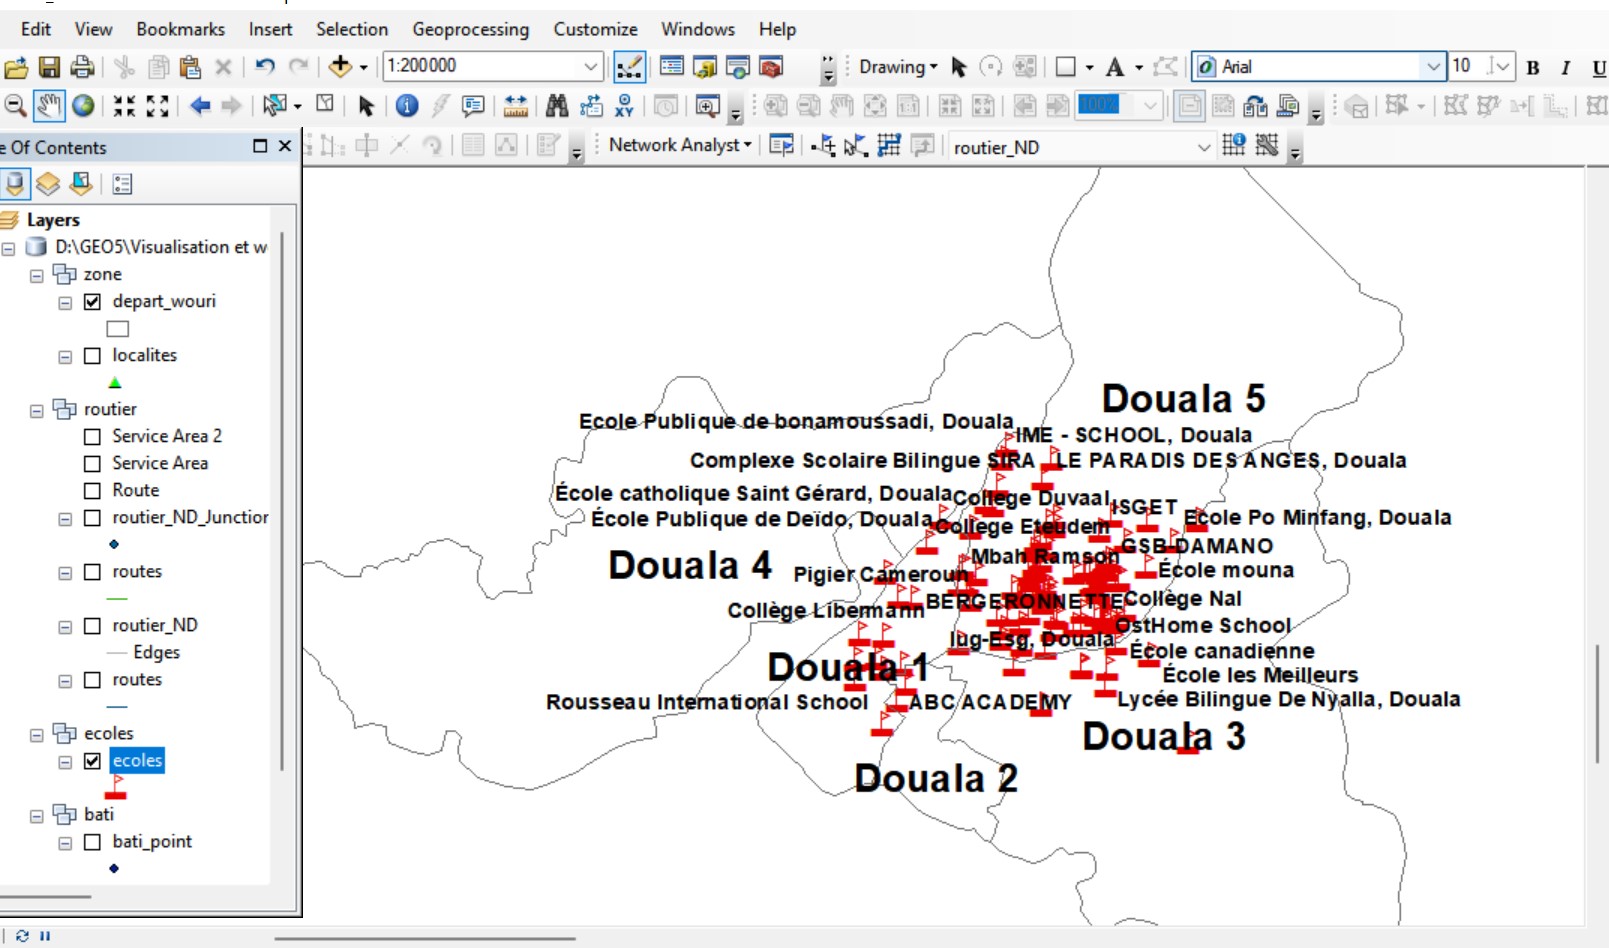 Edit View Bookmarks Insert Selection Geoprocessing Customize Windows Help
1:200000 Drawing A Arial 10 B I U
100%
e Of Contents
Network Analyst routier_ND
Layers
D:\GEO5\Visualisation et w
zone
depart_wouri
localites
routier
Service Area 2
Service Area
Route
routier_ND_Junction
routes
routier_ND
Edges
routes
ecoles
ecoles
bati
bati_point
Douala 5
Ecole Publique de bonamoussadi, Douala
IME - SCHOOL, Douala
Complexe Scolaire Bilingue SIRA
LE PARADIS DES ANGES, Douala
École catholique Saint Gérard, Douala
College Duvaal
ISGET
École Publique de Deïdo, Douala
College Eteudem
Ecole Po Minfang, Douala
Mbah Ramson
GSB-DAMANO
Douala 4
Pigier Cameroun
École mouna
BERGERONNETTE
Collège Nal
Collège Libermann
OstHome School
Iug-Esg, Douala
École canadienne
Douala 1
École les Meilleurs
Rousseau International School
ABC ACADEMY
Lycée Bilingue De Nyalla, Douala
Douala 3
Douala 2